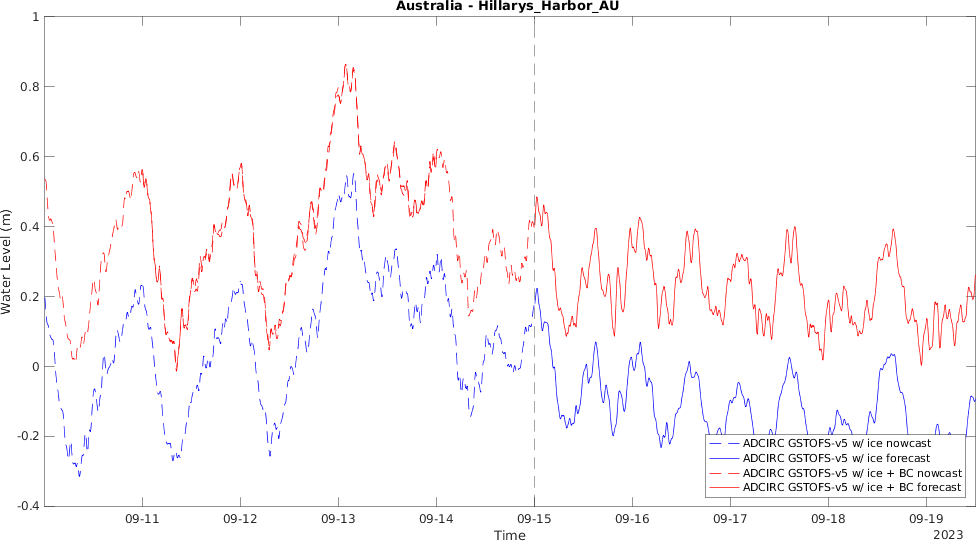 Australia - Hillarys_Harbor_AU
Water Level (m)
1
0.8
0.6
0.4
0.2
0
-0.2
-0.4
ADCIRC GSTOFS-v5 w/ ice nowcast
ADCIRC GSTOFS-v5 w/ ice forecast
ADCIRC GSTOFS-v5 w/ ice + BC nowcast
ADCIRC GSTOFS-v5 w/ ice + BC forecast
09-11 09-12 09-13 09-14 09-15 09-16 09-17 09-18 09-19
Time
2023